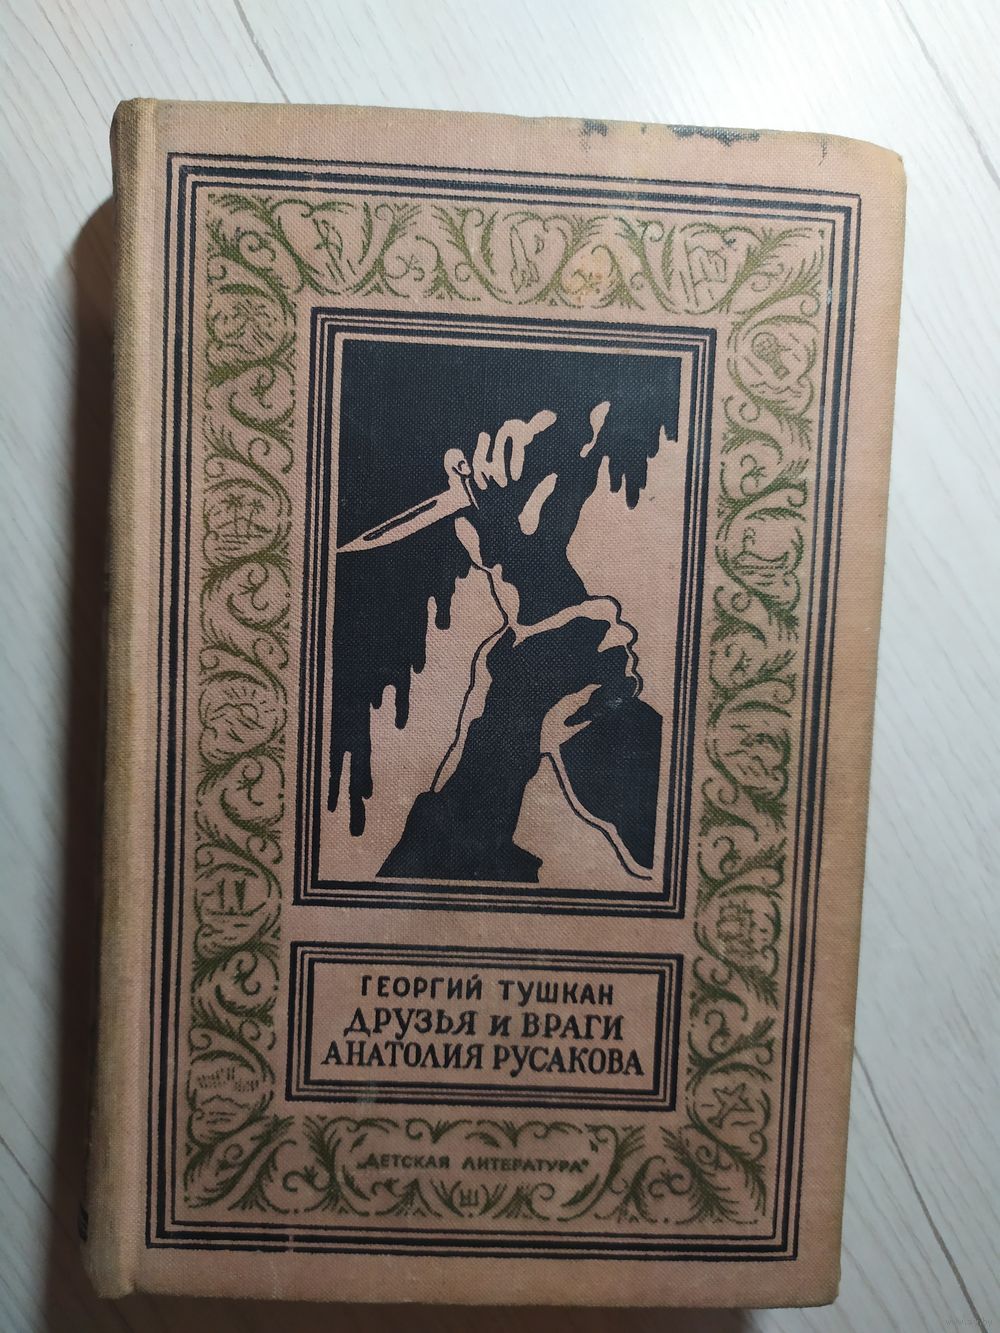 ГЕОРГИЙ ТУШКАН
ДРУЗЬЯ И ВРАГИ
АНАТОЛИЯ РУСАКОВА
„ДЕТСКАЯ ЛИТЕРАТУРА"